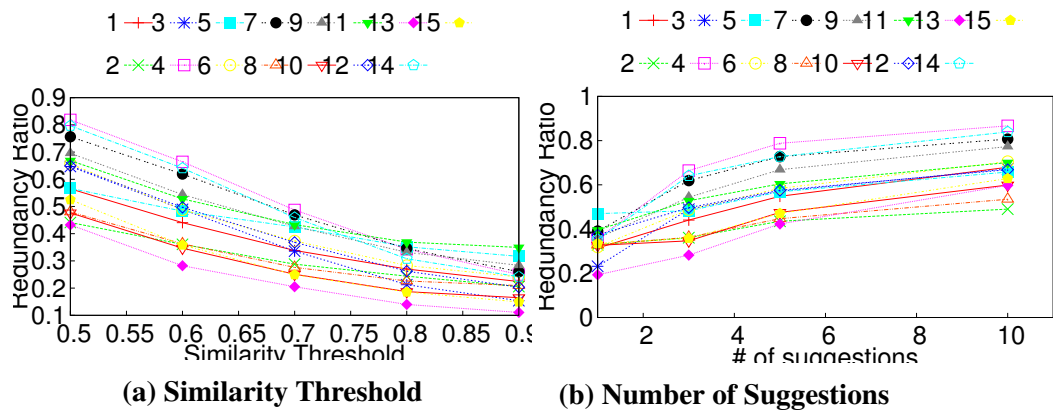 1 3 5 7 9 11 13 15
2 4 6 8 10 12 14
0.9
0.8
0.7
0.6
0.5
0.4
0.3
0.2
0.1
Redundancy Ratio
0.5 0.55 0.6 0.65 0.7 0.75 0.8 0.85 0.9
Similarity Threshold
(a) Similarity Threshold
1 3 5 7 9 11 13 15
2 4 6 8 10 12 14
1
0.8
0.6
0.4
0.2
0
Redundancy Ratio
2 4 6 8 10
# of suggestions
(b) Number of Suggestions